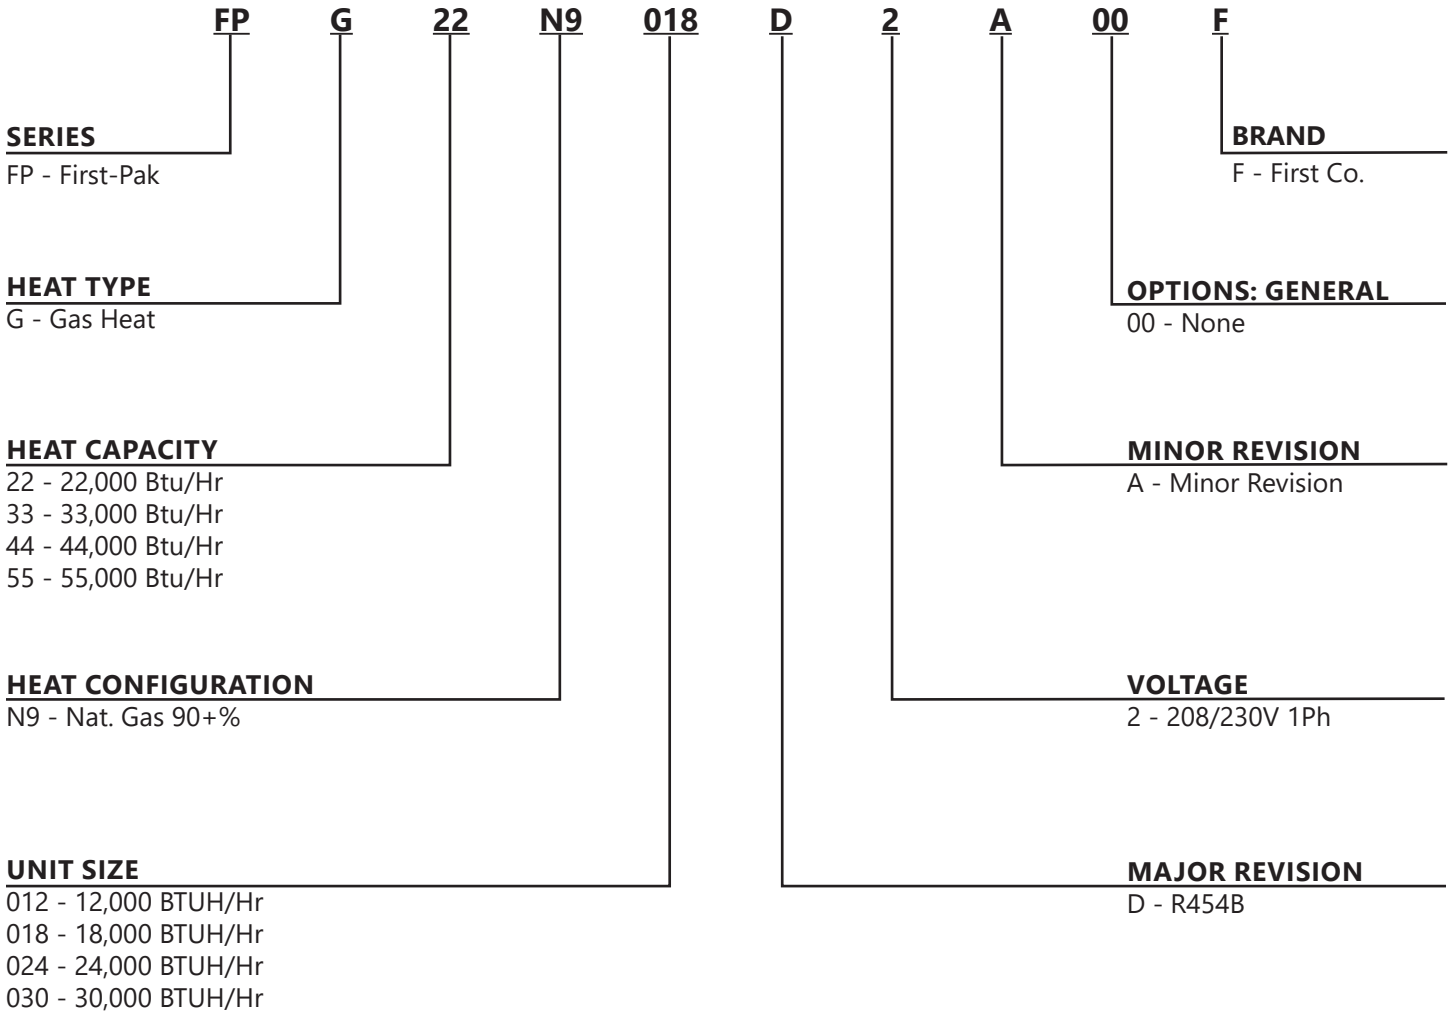 FP G 22 N9 018 D 2 A 00 F
SERIES
FP - First-Pak
HEAT TYPE
G - Gas Heat
HEAT CAPACITY
22 - 22,000 Btu/Hr
33 - 33,000 Btu/Hr
44 - 44,000 Btu/Hr
55 - 55,000 Btu/Hr
HEAT CONFIGURATION
N9 - Nat. Gas 90+%
UNIT SIZE
012 - 12,000 BTUH/Hr
018 - 18,000 BTUH/Hr
024 - 24,000 BTUH/Hr
030 - 30,000 BTUH/Hr
BRAND
F - First Co.
OPTIONS: GENERAL
00 - None
MINOR REVISION
A - Minor Revision
VOLTAGE
2 - 208/230V 1Ph
MAJOR REVISION
D - R454B